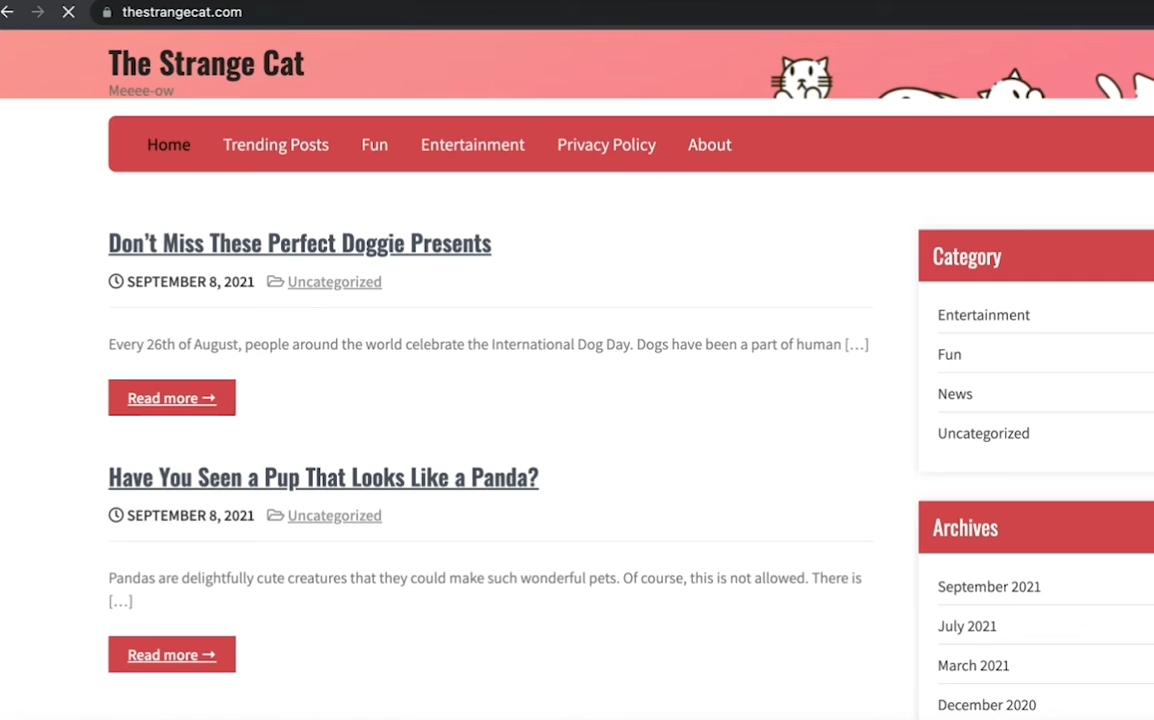 thestrangecat.com
The Strange Cat
Meeee-ow
Home Trending Posts Fun Entertainment Privacy Policy About
Don’t Miss These Perfect Doggie Presents
SEPTEMBER 8, 2021 Uncategorized
Every 26th of August, people around the world celebrate the International Dog Day. Dogs have been a part of human […]
Read more →
Have You Seen a Pup That Looks Like a Panda?
SEPTEMBER 8, 2021 Uncategorized
Pandas are delightfully cute creatures that they could make such wonderful pets. Of course, this is not allowed. There is
[…]
Read more →
Category
Entertainment
Fun
News
Uncategorized
Archives
September 2021
July 2021
March 2021
December 2020